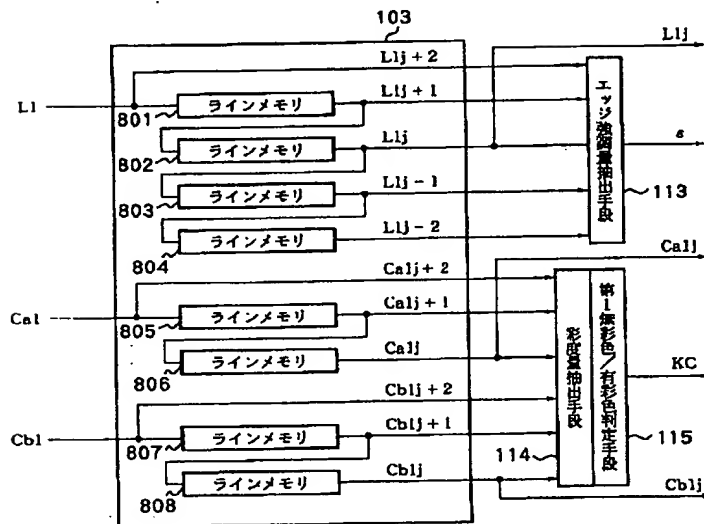 103
L1j
L1j+2
L1
ラインメモリ
L1j+1
801
ラインメモリ
L1j
802
ラインメモリ
L1j-1
803
ラインメモリ
L1j-2
804
エッジ強調量抽出手段
ε
113
Ca1j
Ca1j+2
Ca1
ラインメモリ
Ca1j+1
805
ラインメモリ
Ca1j
806
Cb1j+2
Cb1
ラインメモリ
Cb1j+1
807
ラインメモリ
Cb1j
808
彩度量抽出手段
第1無彩色/有彩色判定手段
KC
114
115
Cb1j